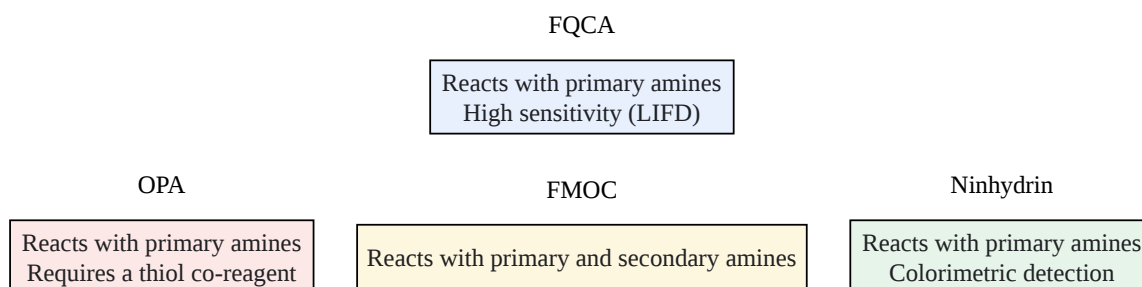 FQCA
Reacts with primary amines
High sensitivity (LIFD)
OPA
Reacts with primary amines
Requires a thiol co-reagent
FMOC
Reacts with primary and secondary amines
Ninhydrin
Reacts with primary amines
Colorimetric detection